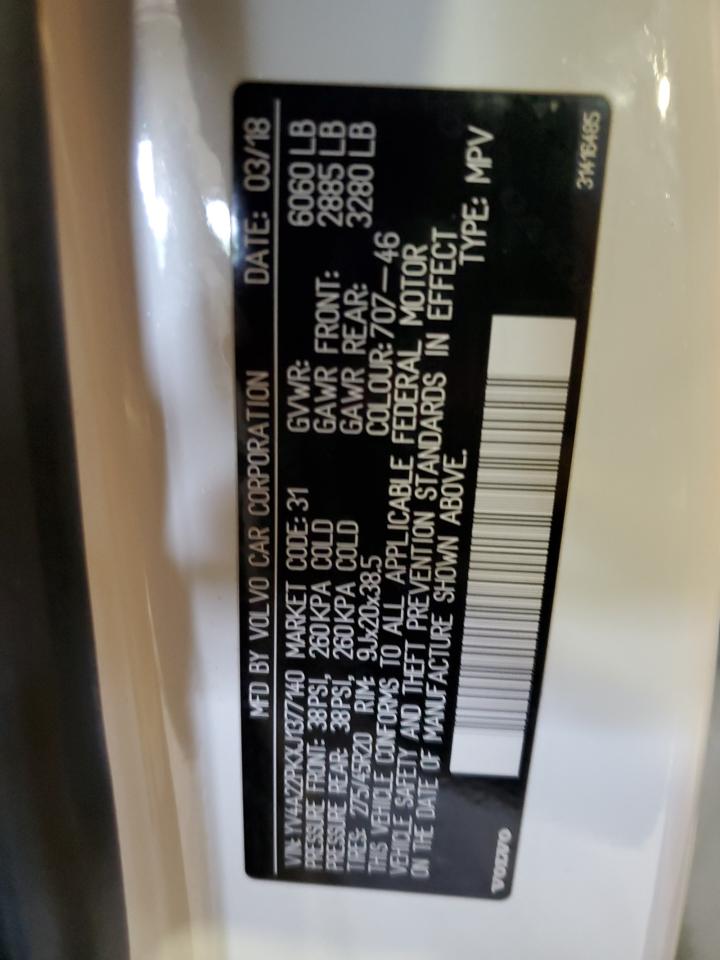 MFD BY VOLVO CAR CORPORATION DATE: 03/18
VIN: YV4A22PKXJ1377140 MARKET CODE: 31 GVWR: 6060 LB
PRESSURE FRONT: 38PSI, 260KPA COLD GAWR FRONT: 2885 LB
PRESSURE REAR: 38PSI, 260KPA COLD GAWR REAR: 3280 LB
TIRES: 275/45R20 RIM: 9Jx20x38.5 COLOUR: 707-46
THIS VEHICLE CONFORMS TO ALL APPLICABLE FEDERAL MOTOR
VEHICLE SAFETY AND THEFT PREVENTION STANDARDS IN EFFECT
ON THE DATE OF MANUFACTURE SHOWN ABOVE. TYPE: MPV
VOLVO 31416485